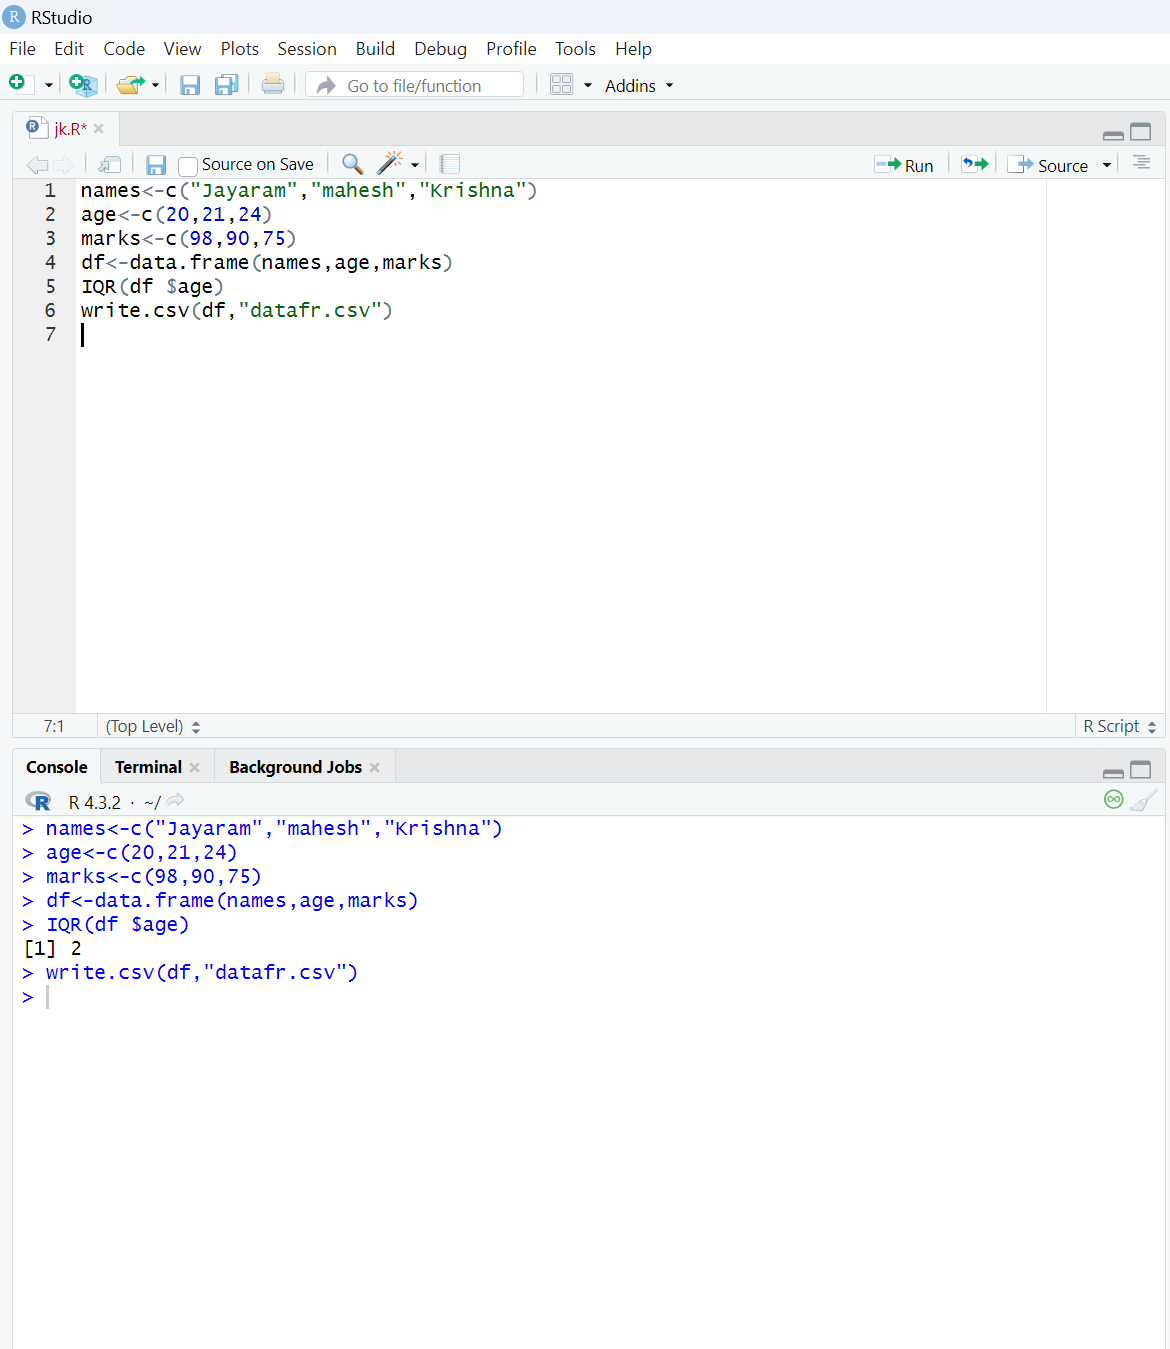 RStudio
File Edit Code View Plots Session Build Debug Profile Tools Help
Go to file/function Addins
jk.R*
Source on Save Run Source
1 names<-c("Jayaram","mahesh","Krishna")
2 age<-c(20,21,24)
3 marks<-c(98,90,75)
4 df<-data.frame(names,age,marks)
5 IQR(df $age)
6 write.csv(df,"datafr.csv")
7
7:1 (Top Level) R Script
Console Terminal Background Jobs
R 4.3.2 · ~/
> names<-c("Jayaram","mahesh","Krishna")
> age<-c(20,21,24)
> marks<-c(98,90,75)
> df<-data.frame(names,age,marks)
> IQR(df $age)
[1] 2
> write.csv(df,"datafr.csv")
>